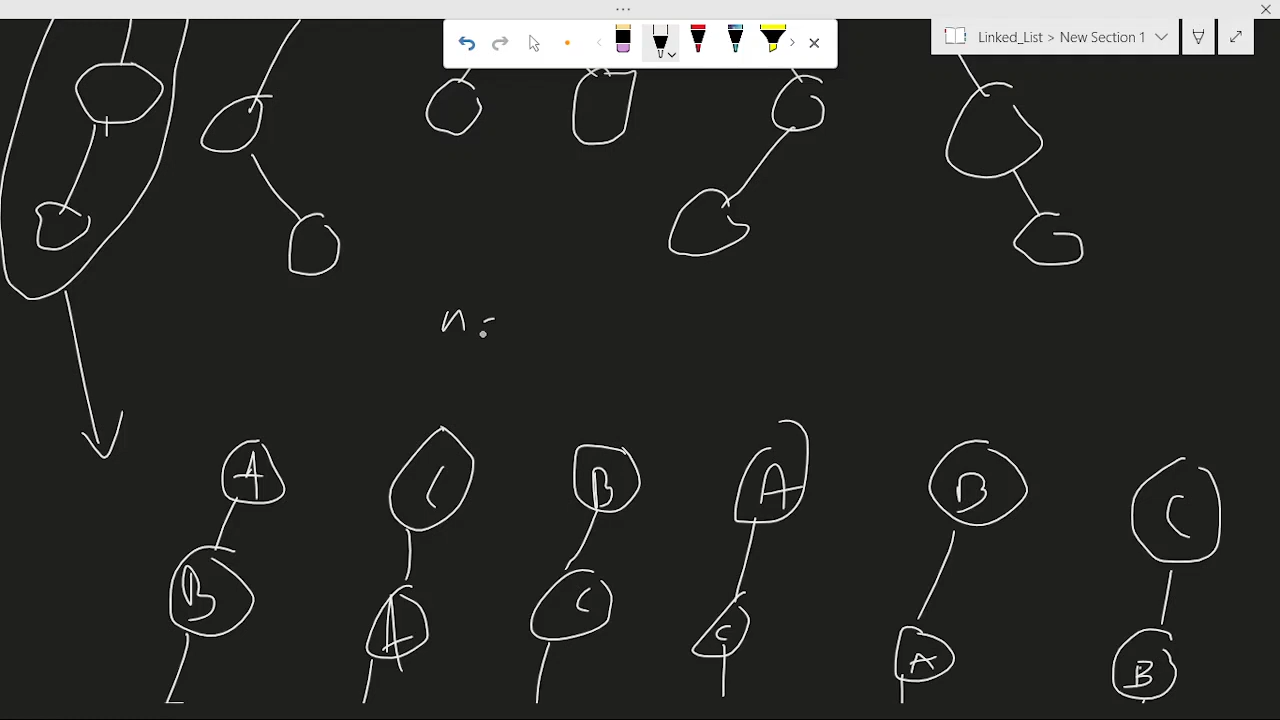 Linked_List > New Section 1
n =
A C B A B C
B A C C A B